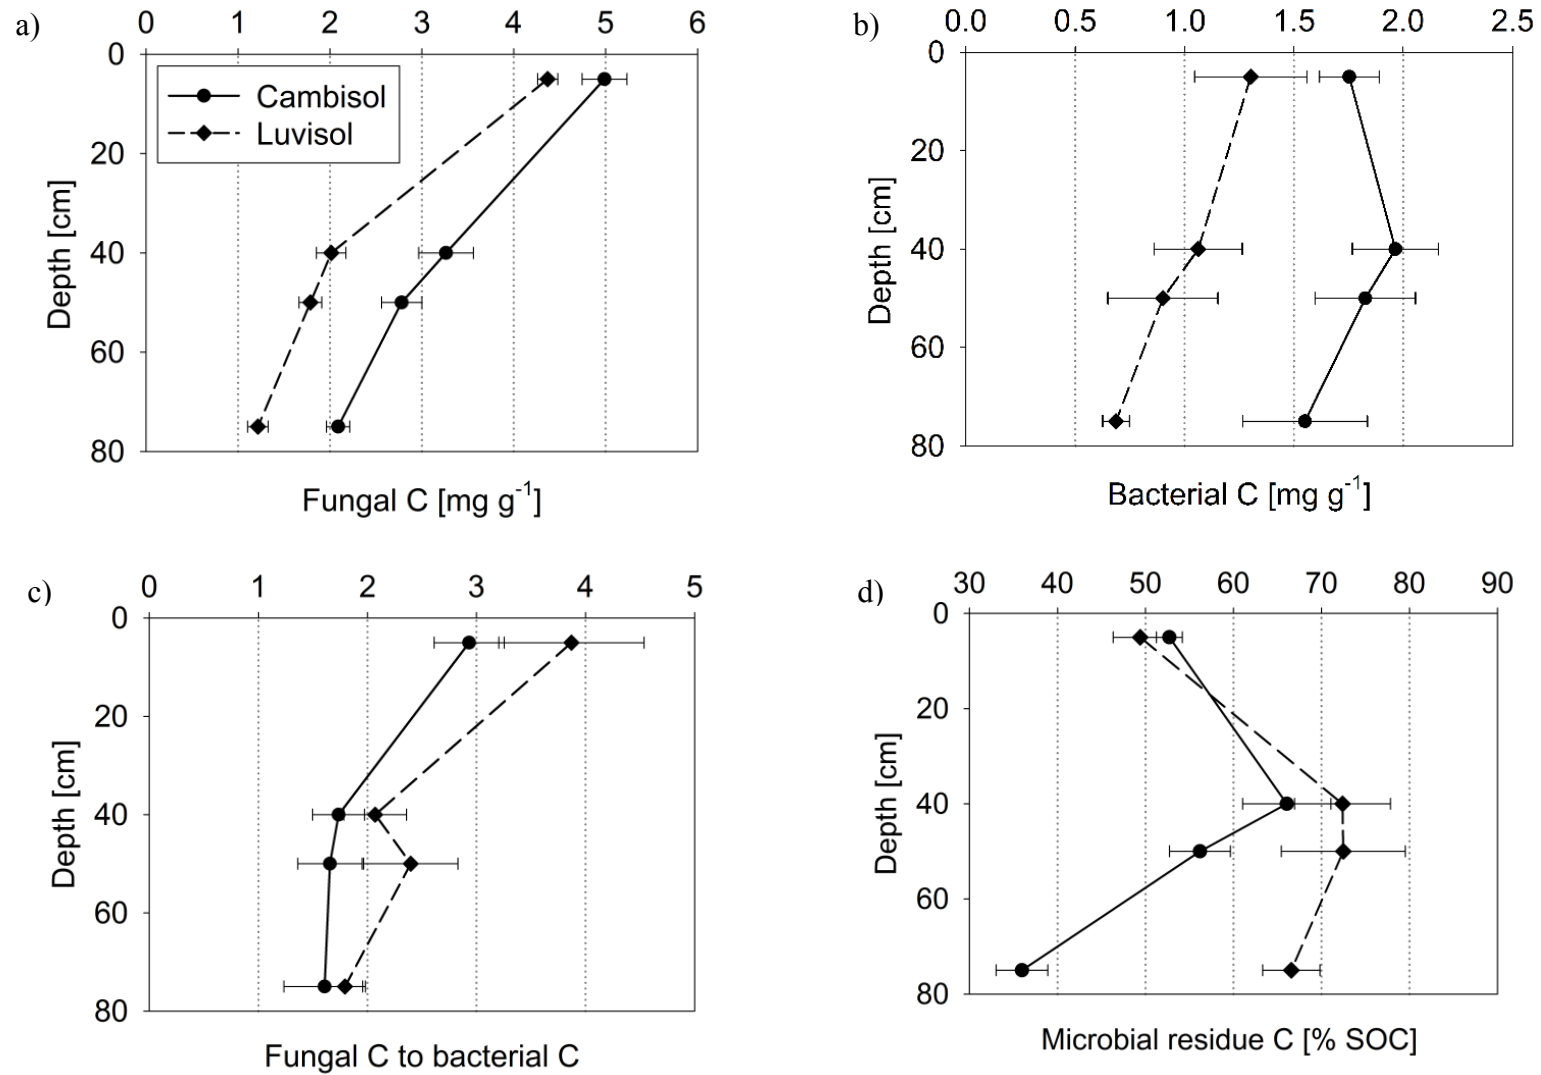 a)
0 1 2 3 4 5 6
0
20
40
60
80
Depth [cm]
Cambisol
Luvisol
Fungal C [mg g-1]
b)
0.0 0.5 1.0 1.5 2.0 2.5
0
20
40
60
80
Depth [cm]
Bacterial C [mg g-1]
c)
0 1 2 3 4 5
0
20
40
60
80
Depth [cm]
Fungal C to bacterial C
d)
30 40 50 60 70 80 90
0
20
40
60
80
Depth [cm]
Microbial residue C [% SOC]